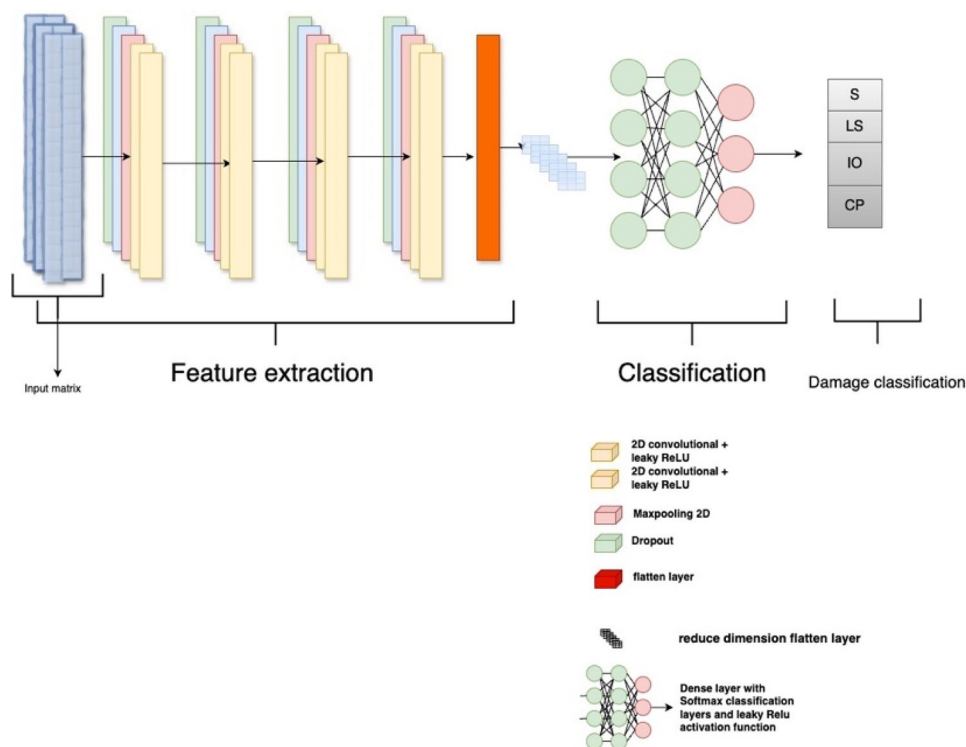 S
LS
IO
CP
Input matrix
Feature extraction
Classification
Damage classification
2D convolutional +
leaky ReLU
2D convolutional +
leaky ReLU
Maxpooling 2D
Dropout
flatten layer
reduce dimension flatten layer
Dense layer with
Softmax classification
layers and leaky Relu
activation function